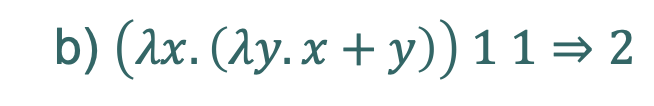 b) (λx. (λy. x + y)) 1 1 ⇒ 2